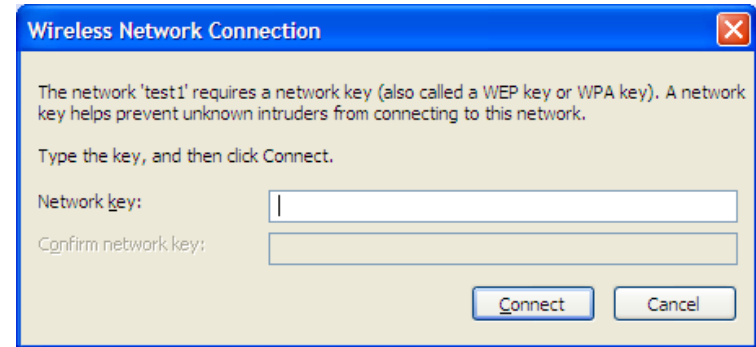 Wireless Network Connection
The network 'test1' requires a network key (also called a WEP key or WPA key). A network
key helps prevent unknown intruders from connecting to this network.
Type the key, and then click Connect.
Network key:
Confirm network key:
Connect Cancel